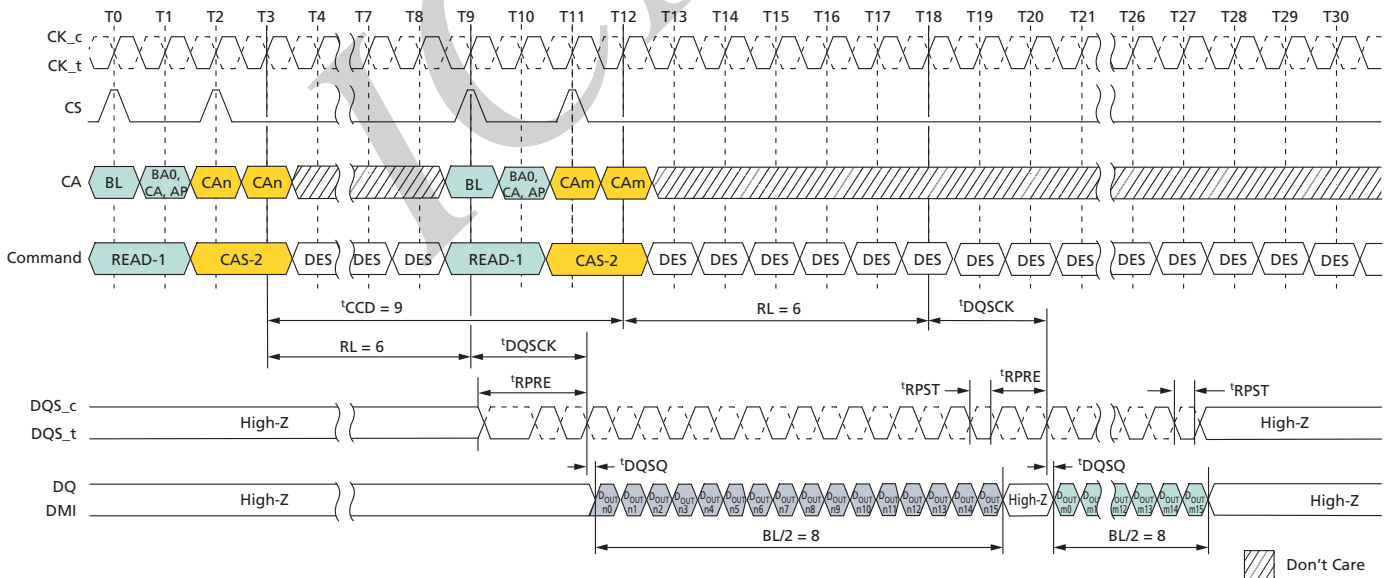 T0 T1 T2 T3 T4 T7 T8 T9 T10 T11 T12 T13 T14 T15 T16 T17 T18 T19 T20 T21 T26 T27 T28 T29 T30
CK_c
CK_t
CS
CA BL BA0, CA, AP CAn CAn BL BA0, CA, AP CAm CAm
Command READ-1 CAS-2 DES DES DES READ-1 CAS-2 DES DES DES DES DES DES DES DES DES DES DES DES DES DES
tCCD = 9 RL = 6 tDQSCK
RL = 6 tDQSCK
tRPRE tRPST tRPRE tRPST
DQS_c
DQS_t
High-Z High-Z
tDQSQ tDQSQ
DQ
DMI
High-Z DOUT n0 DOUT n1 DOUT n2 DOUT n3 DOUT n4 DOUT n5 DOUT n6 DOUT n7 DOUT n8 DOUT n9 DOUT n10 DOUT n11 DOUT n12 DOUT n13 DOUT n14 DOUT n15 High-Z DOUT m0 DOUT m1 DOUT m12 DOUT m13 DOUT m14 DOUT m15 High-Z
BL/2 = 8 BL/2 = 8
Don't Care